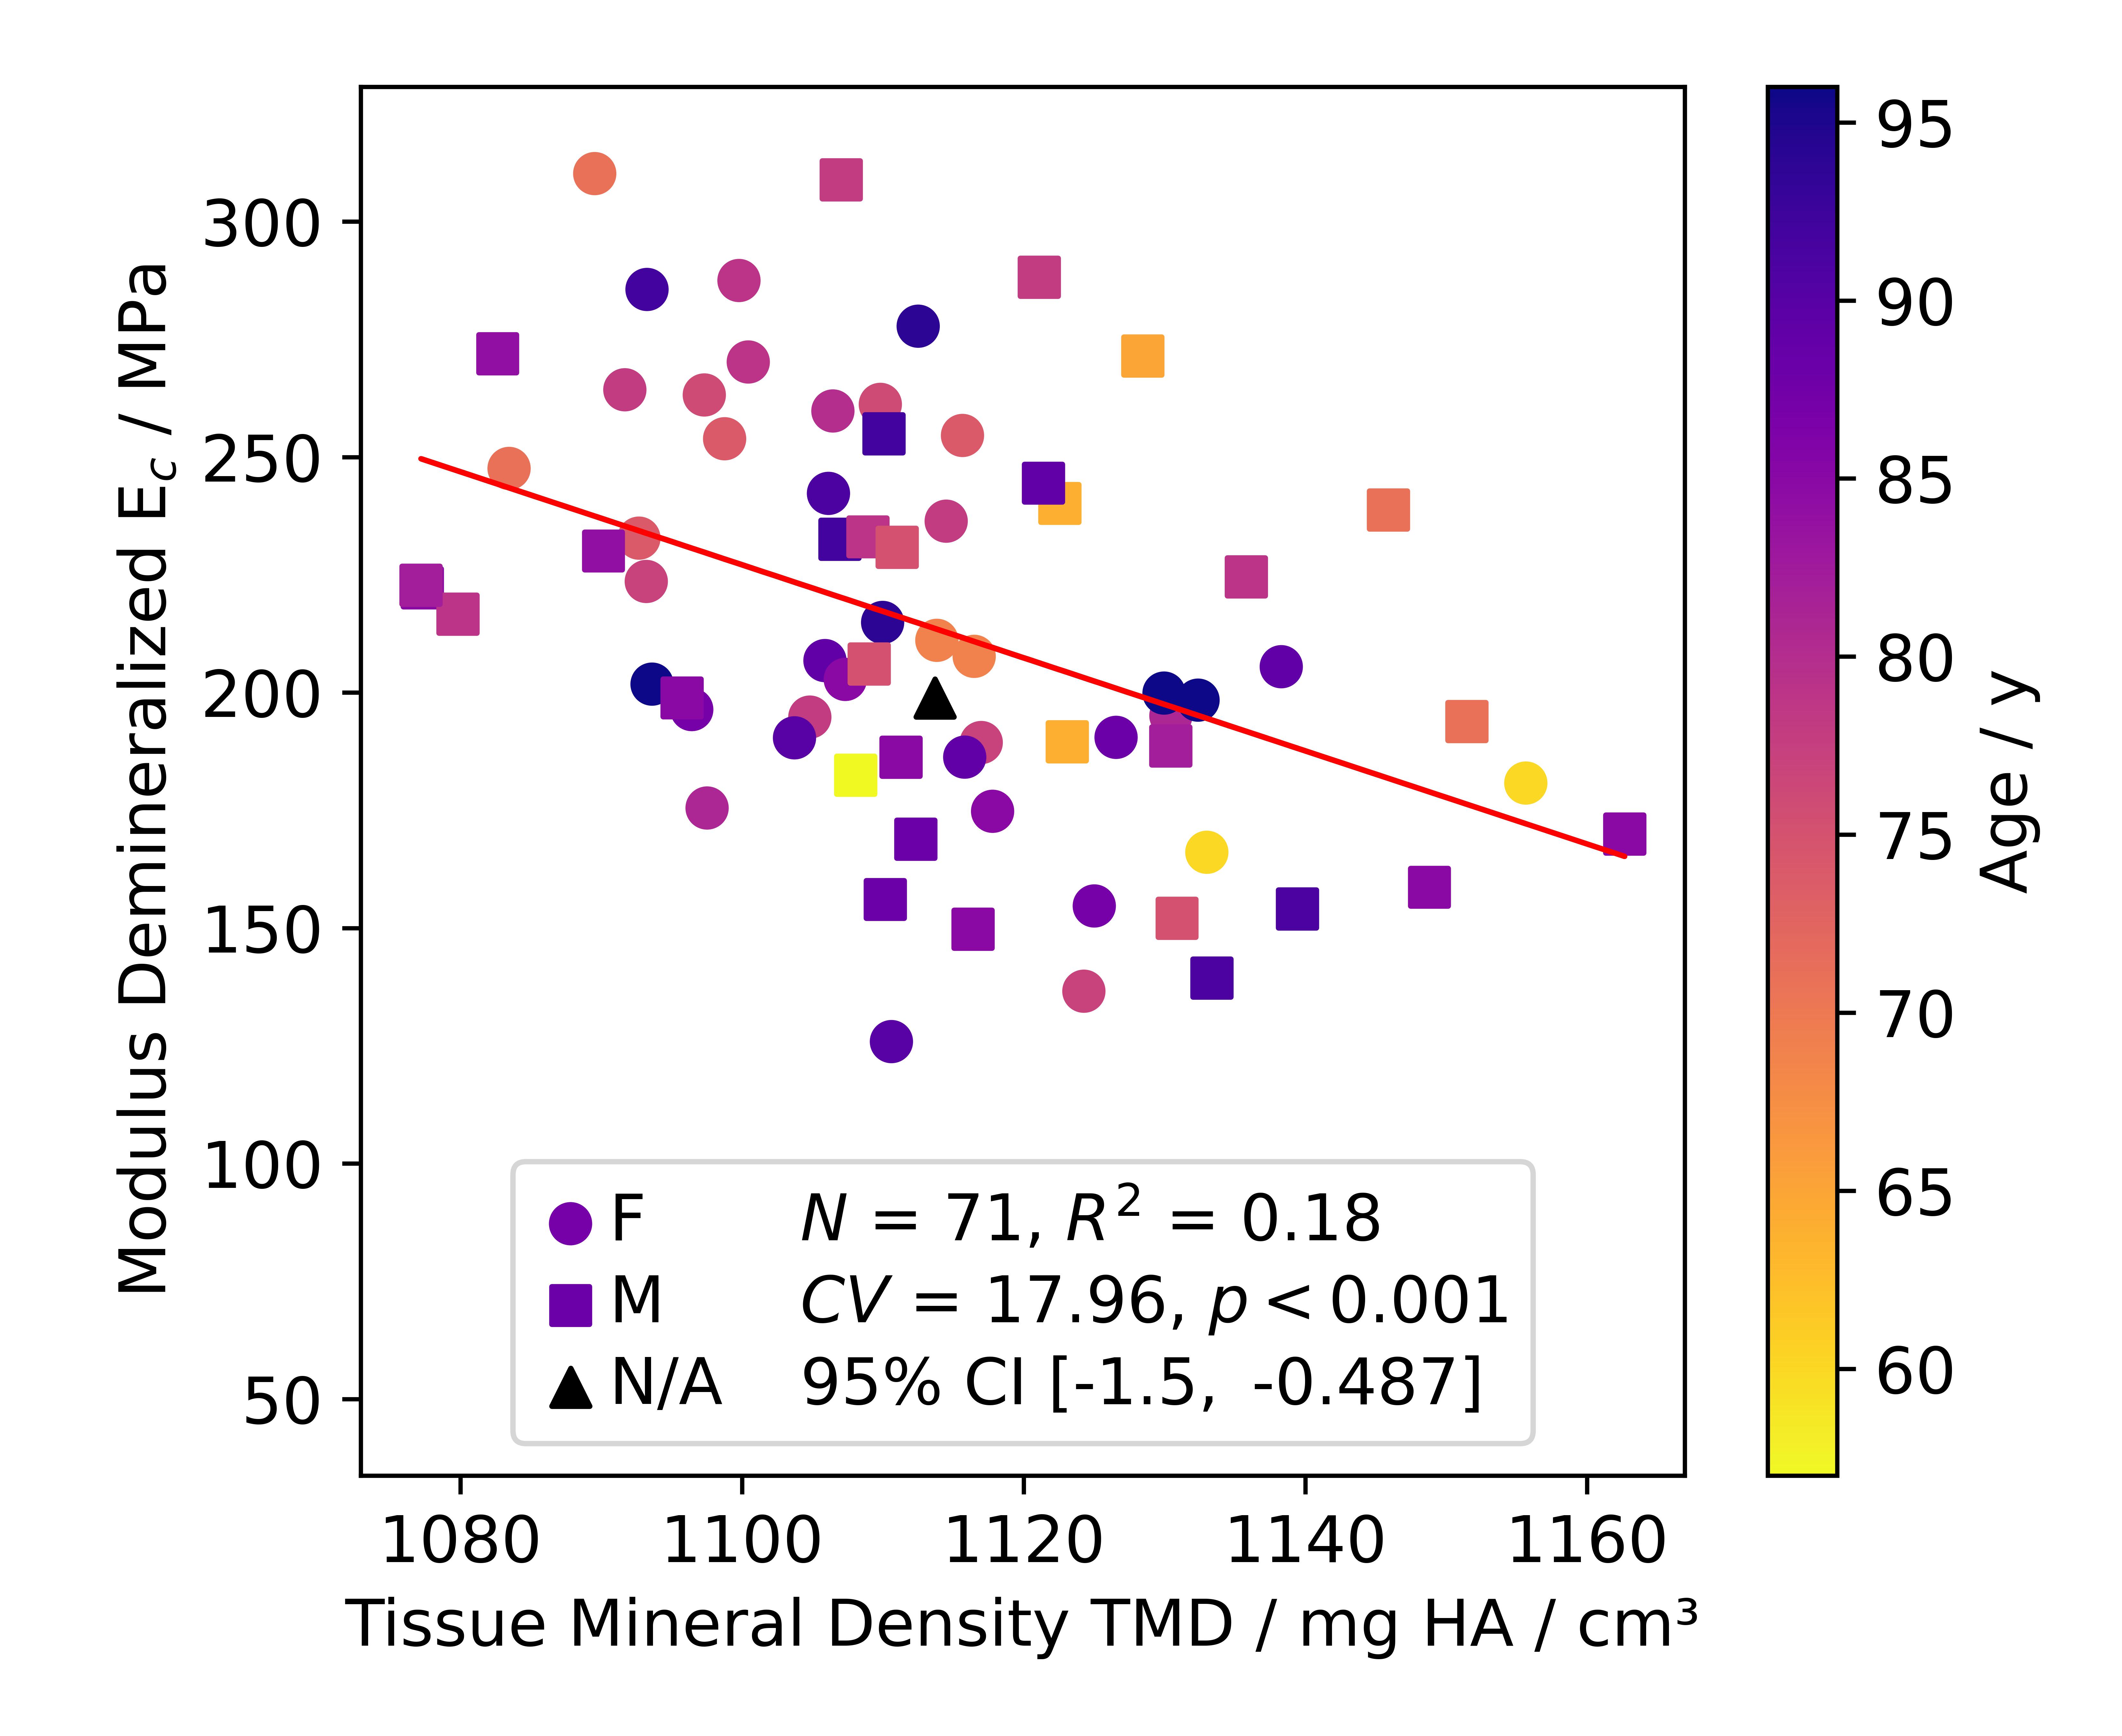 Modulus Demineralized E_c / MPa
300
250
200
150
100
50
F N = 71, R² = 0.18
M CV = 17.96, p < 0.001
N/A 95% CI [-1.5, -0.487]
1080 1100 1120 1140 1160
Tissue Mineral Density TMD / mg HA / cm³
95
90
85
80
75
70
65
60
Age / y